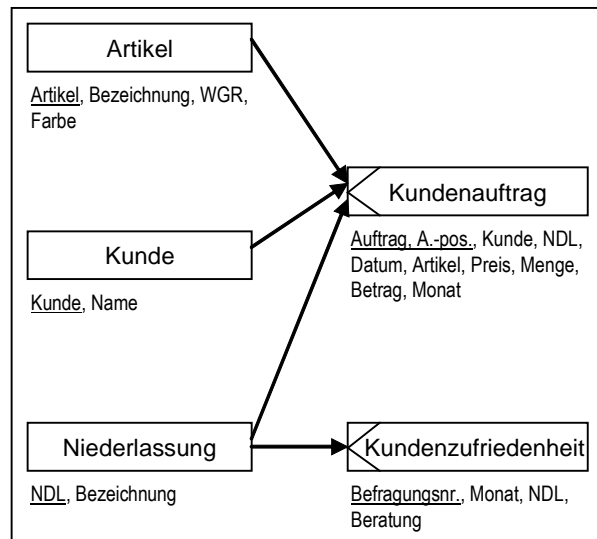 Artikel
Artikel, Bezeichnung, WGR,
Farbe
Kundenauftrag
Auftrag, A.-pos., Kunde, NDL,
Datum, Artikel, Preis, Menge,
Betrag, Monat
Kunde
Kunde, Name
Niederlassung
NDL, Bezeichnung
Kundenzufriedenheit
Befragungsnr., Monat, NDL,
Beratung